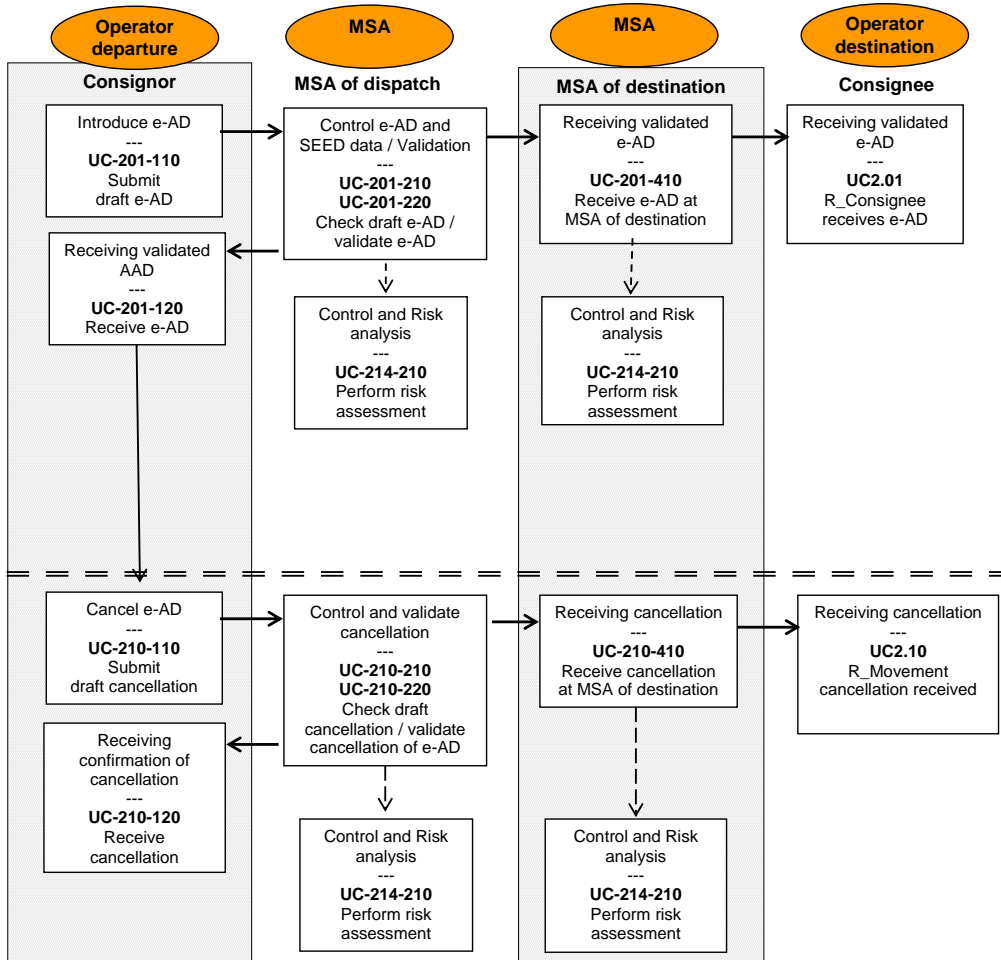 Operator
departure
MSA
MSA
Operator
destination
Consignor
MSA of dispatch
MSA of destination
Consignee
Introduce e-AD
---
UC-201-110
Submit
draft e-AD
Control e-AD and
SEED data / Validation
---
UC-201-210
UC-201-220
Check draft e-AD /
validate e-AD
Receiving validated
e-AD
---
UC-201-410
Receive e-AD at
MSA of destination
Receiving validated
e-AD
---
UC2.01
R_Consignee
receives e-AD
Receiving validated
AAD
---
UC-201-120
Receive e-AD
Control and Risk
analysis
---
UC-214-210
Perform risk
assessment
Control and Risk
analysis
---
UC-214-210
Perform risk
assessment
Cancel e-AD
---
UC-210-110
Submit
draft cancellation
Control and validate
cancellation
---
UC-210-210
UC-210-220
Check draft
cancellation / validate
cancellation of e-AD
Receiving cancellation
---
UC-210-410
Receive cancellation
at MSA of destination
Receiving cancellation
---
UC2.10
R_Movement
cancellation received
Receiving
confirmation of
cancellation
---
UC-210-120
Receive
cancellation
Control and Risk
analysis
---
UC-214-210
Perform risk
assessment
Control and Risk
analysis
---
UC-214-210
Perform risk
assessment